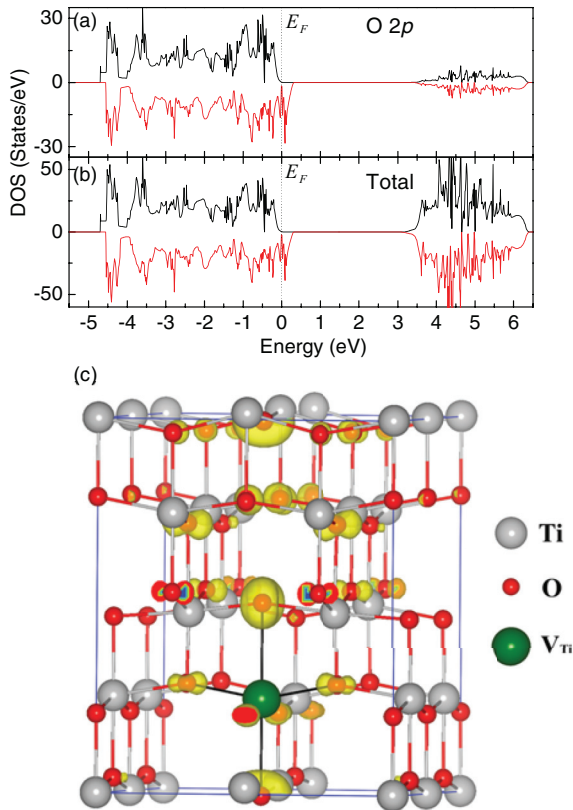 (a)
E_F
O 2p
30
0
-30
(b)
E_F
Total
50
0
-50
DOS (States/eV)
-5 -4 -3 -2 -1 0 1 2 3 4 5 6
Energy (eV)
(c)
Ti
O
V_Ti